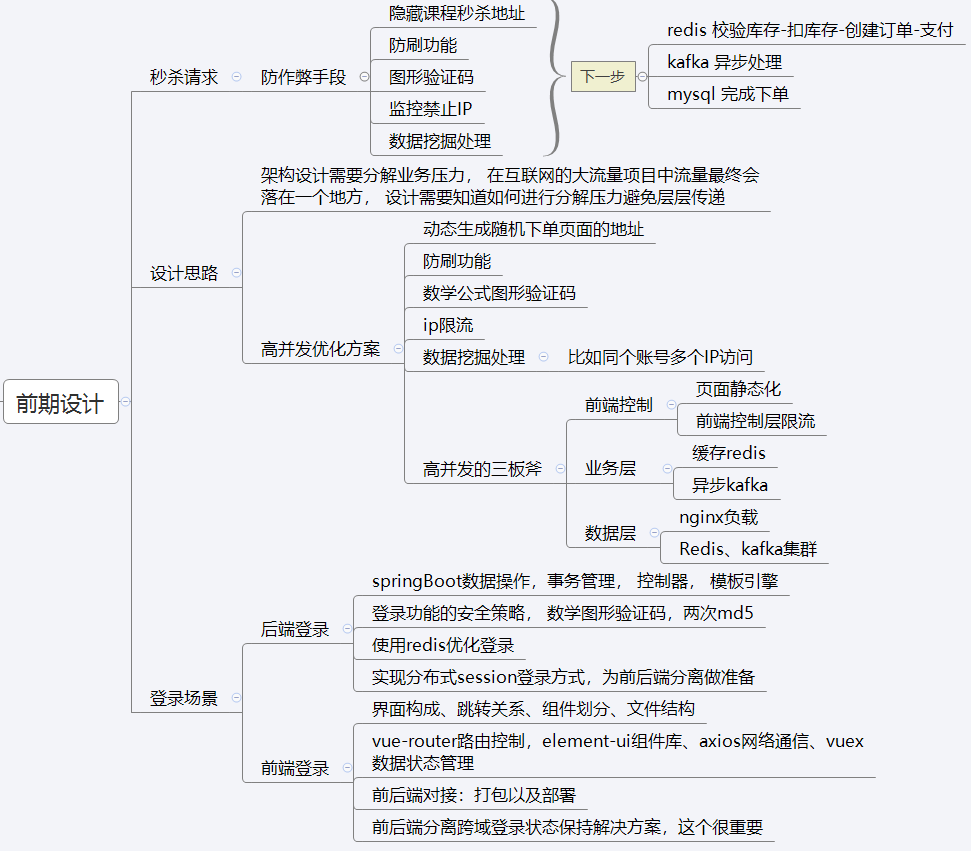 前期设计
秒杀请求
防作弊手段
隐藏课程秒杀地址
防刷功能
图形验证码
监控禁止IP
数据挖掘处理
下一步
redis 校验库存-扣库存-创建订单-支付
kafka 异步处理
mysql 完成下单
设计思路
架构设计需要分解业务压力， 在互联网的大流量项目中流量最终会
落在一个地方， 设计需要知道如何进行分解压力避免层层传递
高并发优化方案
动态生成随机下单页面的地址
防刷功能
数学公式图形验证码
ip限流
数据挖掘处理
比如同个账号多个IP访问
高并发的三板斧
前端控制
页面静态化
前端控制层限流
业务层
缓存redis
异步kafka
数据层
nginx负载
Redis、kafka集群
登录场景
后端登录
springBoot数据操作，事务管理， 控制器， 模板引擎
登录功能的安全策略， 数学图形验证码，两次md5
使用redis优化登录
实现分布式session登录方式，为前后端分离做准备
前端登录
界面构成、跳转关系、组件划分、文件结构
vue-router路由控制，element-ui组件库、axios网络通信、vuex
数据状态管理
前后端对接：打包以及部署
前后端分离跨域登录状态保持解决方案，这个很重要